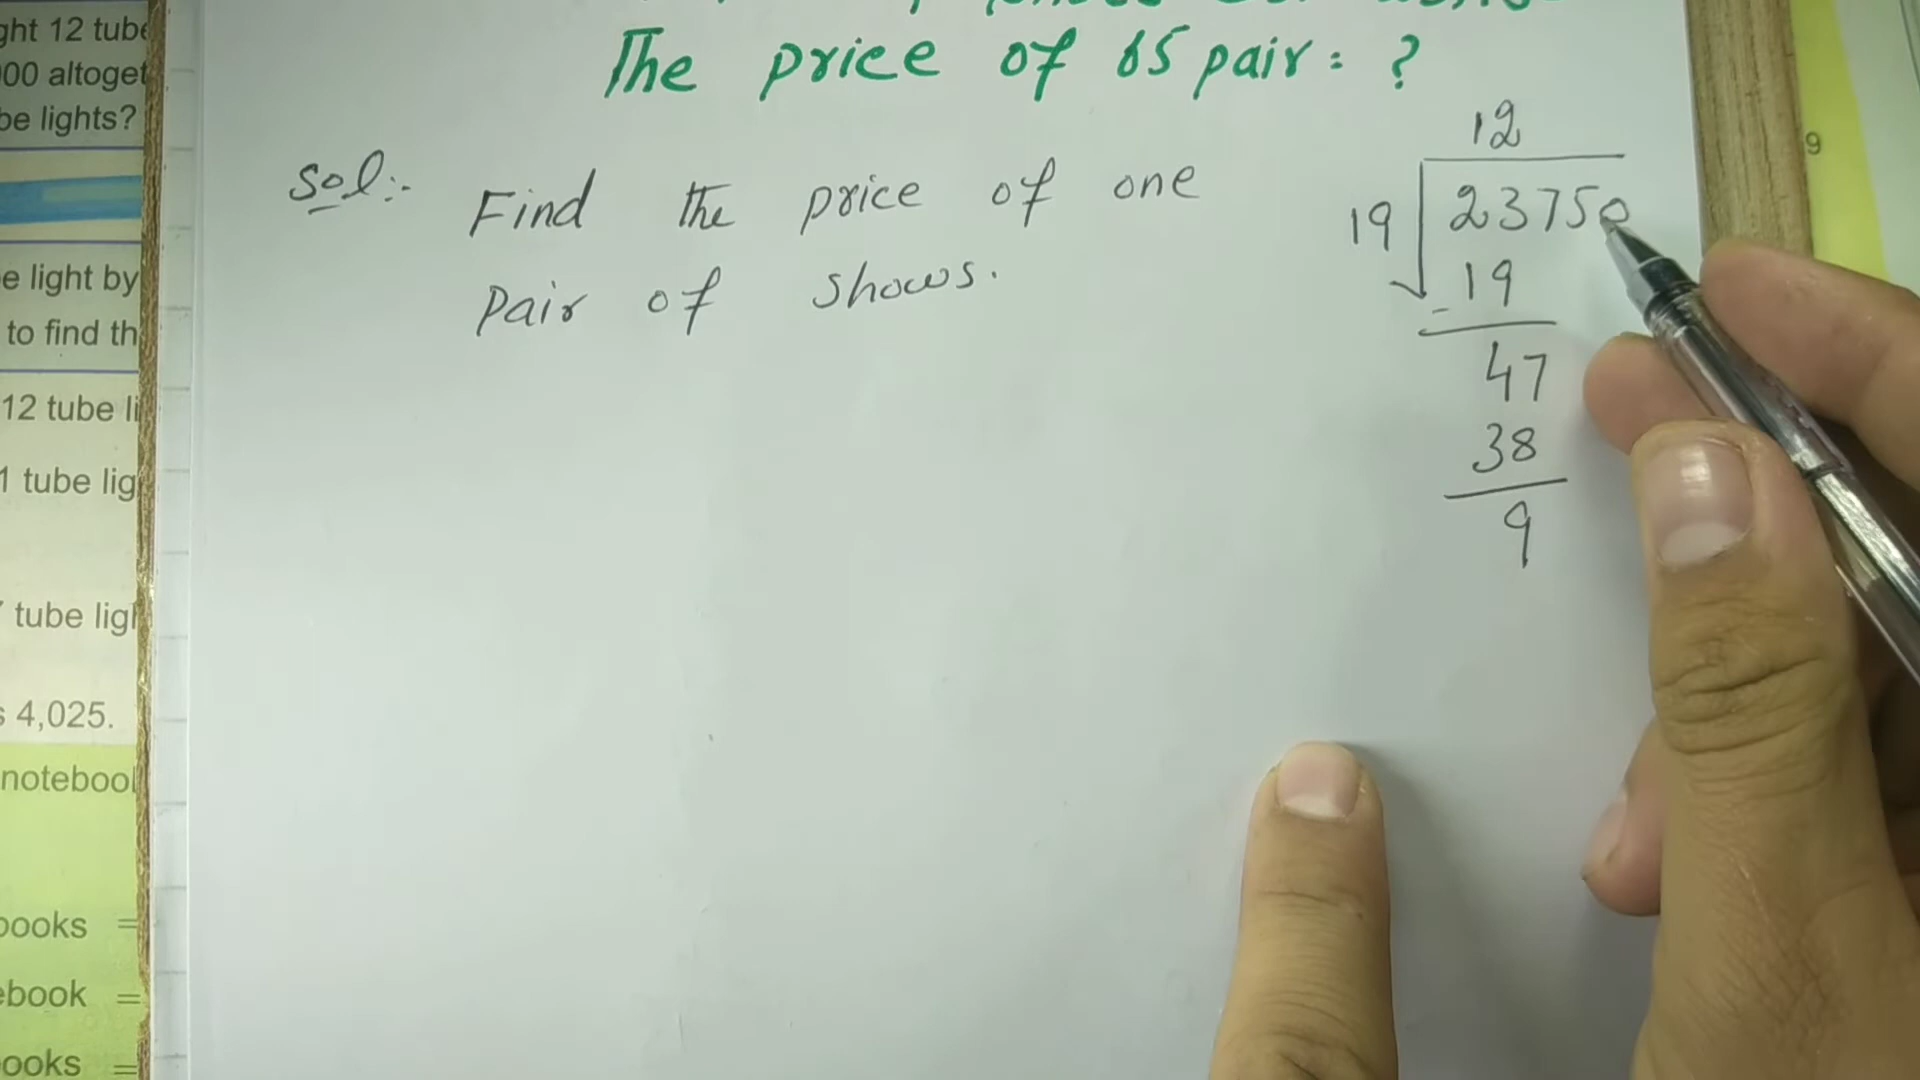 The price of 65 pair = ?
Sol:-
Find the price of one
Pair of shows.
12
19 23750
- 19
47
38
9
ght 12 tube
000 altoget
be lights?
e light by
to find th
12 tube li
1 tube lig
tube ligh
s 4,025.
notebool
books =
ebook =
ooks =
9